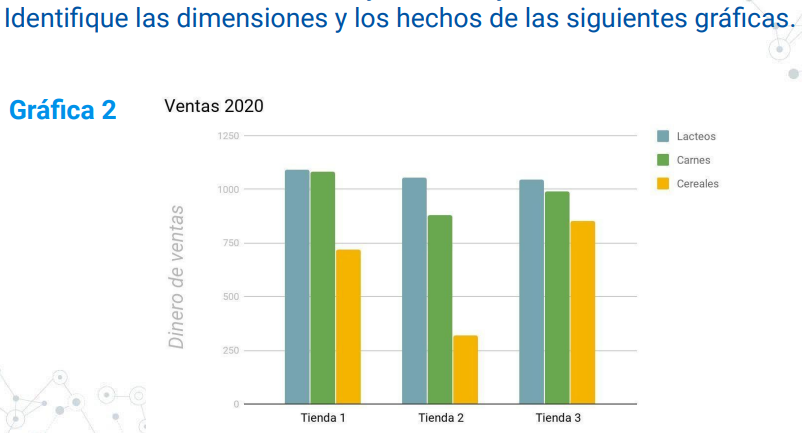 Identifique las dimensiones y los hechos de las siguientes gráficas.
Gráfica 2
Ventas 2020
Dinero de ventas
1250
1000
750
500
250
0
Tienda 1
Tienda 2
Tienda 3
Lacteos
Carnes
Cereales